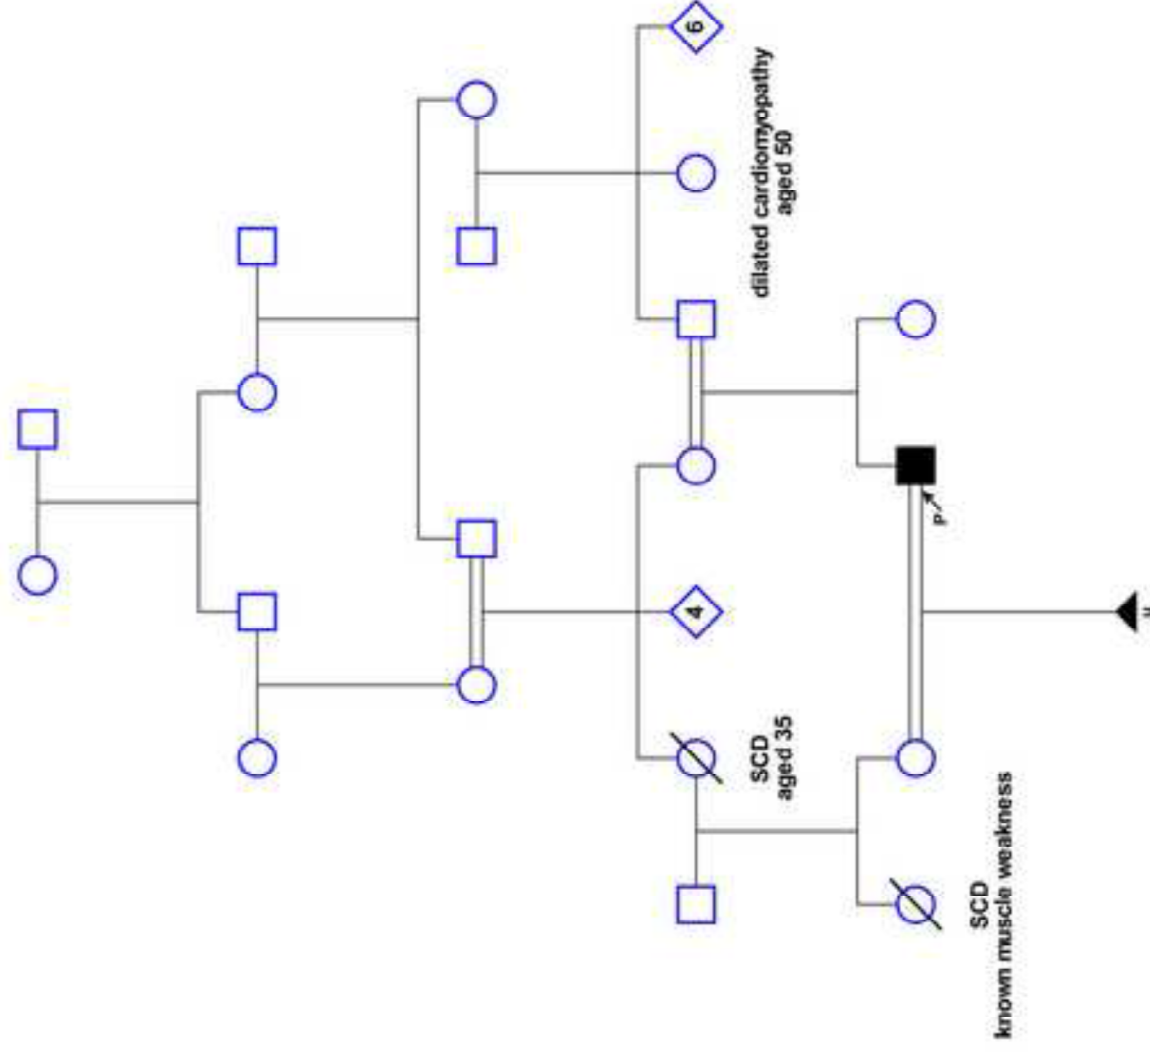 6
dilated cardiomyopathy
aged 50
4
SCD
aged 35
P
SCD
known muscle weakness